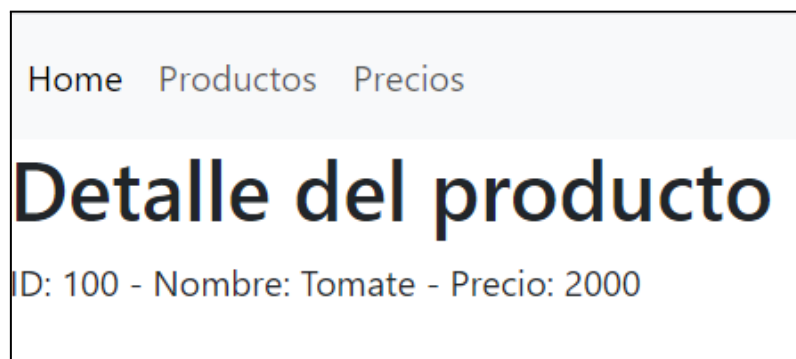 Home Productos Precios
Detalle del producto
ID: 100 - Nombre: Tomate - Precio: 2000